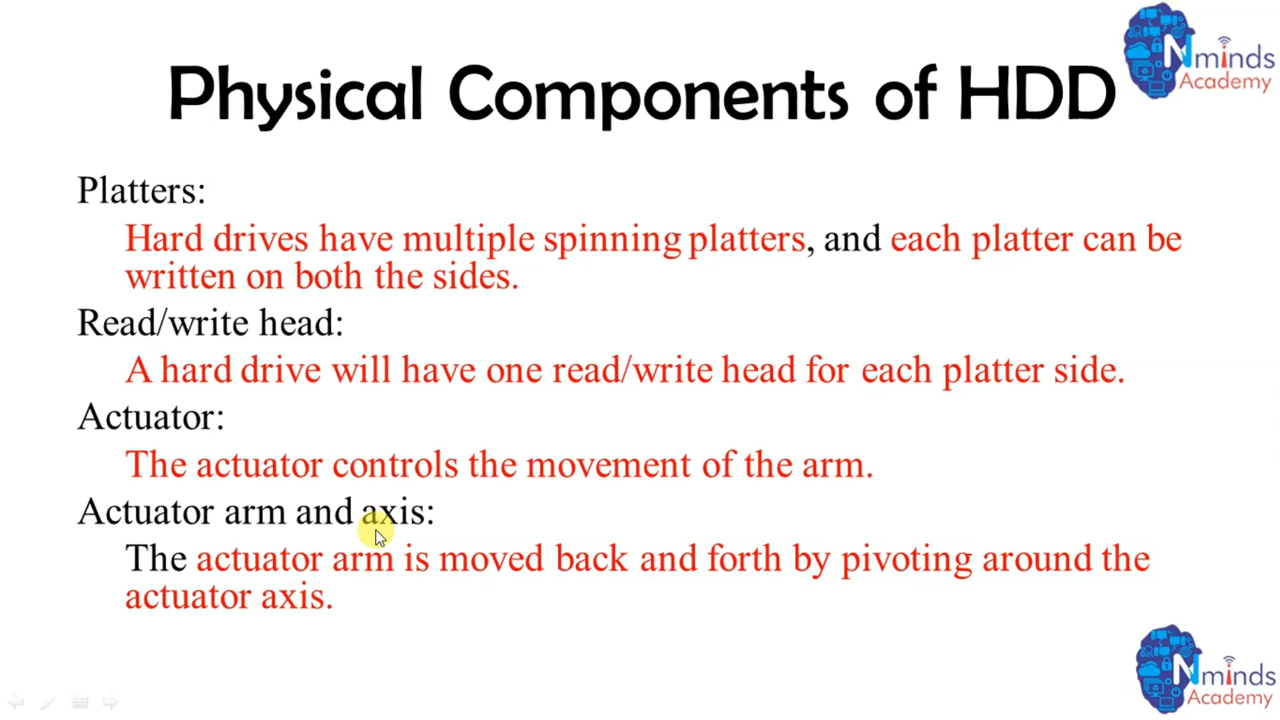 Physical Components of HDD
Nminds
Academy
Platters:
Hard drives have multiple spinning platters, and each platter can be
written on both the sides.
Read/write head:
A hard drive will have one read/write head for each platter side.
Actuator:
The actuator controls the movement of the arm.
Actuator arm and axis:
The actuator arm is moved back and forth by pivoting around the
actuator axis.
Nminds
Academy